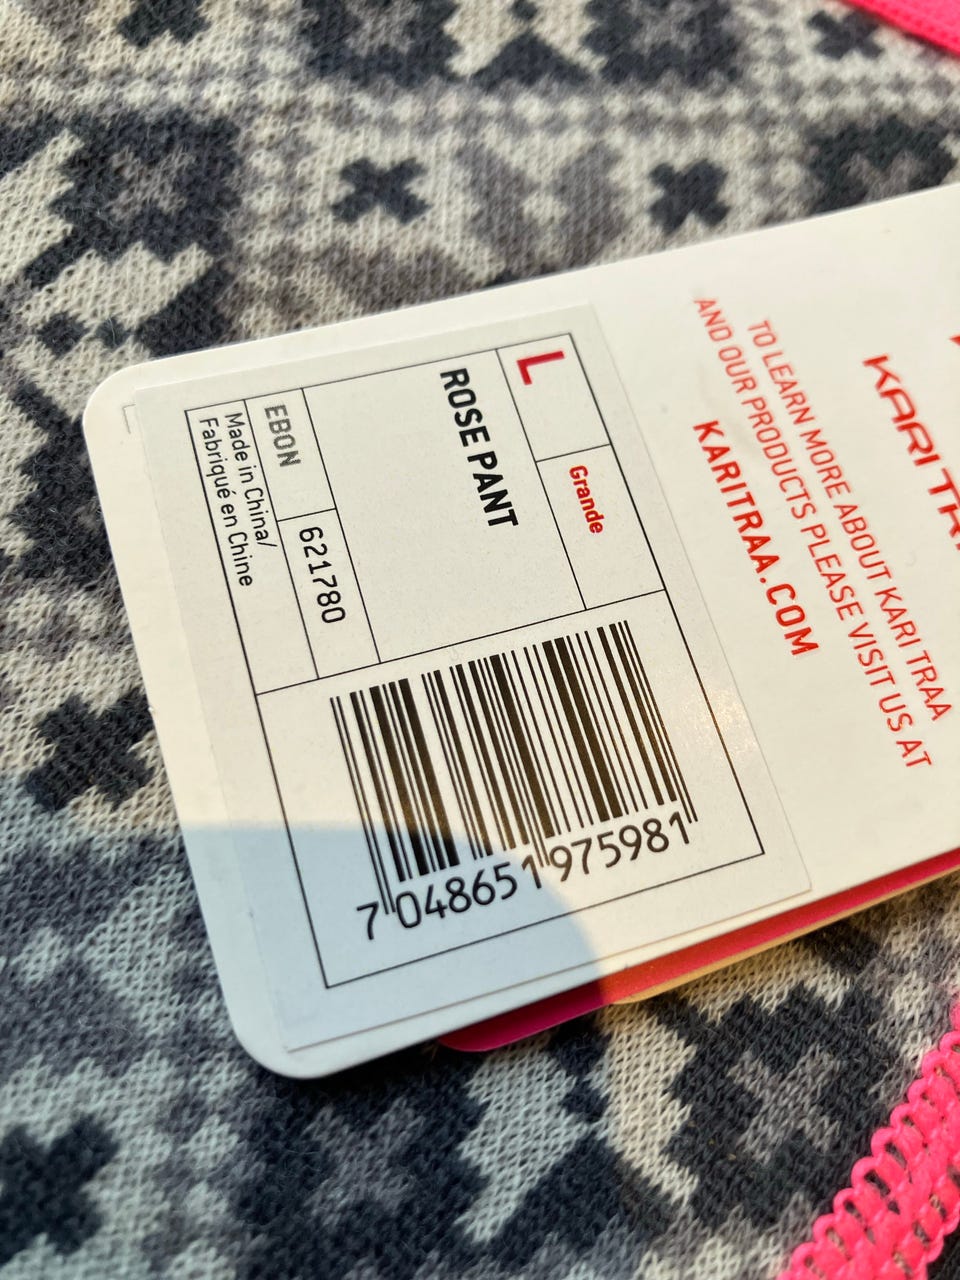 KARI TR
TO LEARN MORE ABOUT KARI TRAA
AND OUR PRODUCTS PLEASE VISIT US AT
KARITRAA.COM
L
Grande
ROSE PANT
EBON
621780
Made in China/
Fabriqué en Chine
7 048651 975981